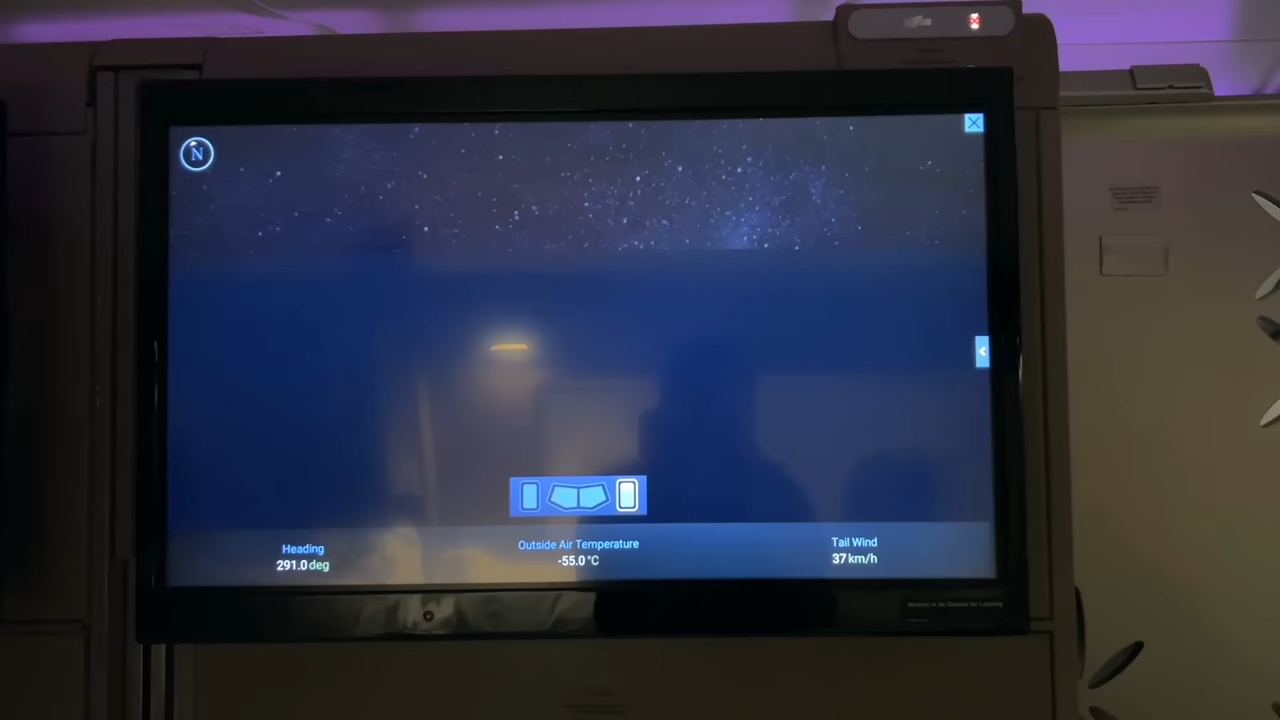 N
Heading
291.0 deg
Outside Air Temperature
-55.0 °C
Tail Wind
37 km/h